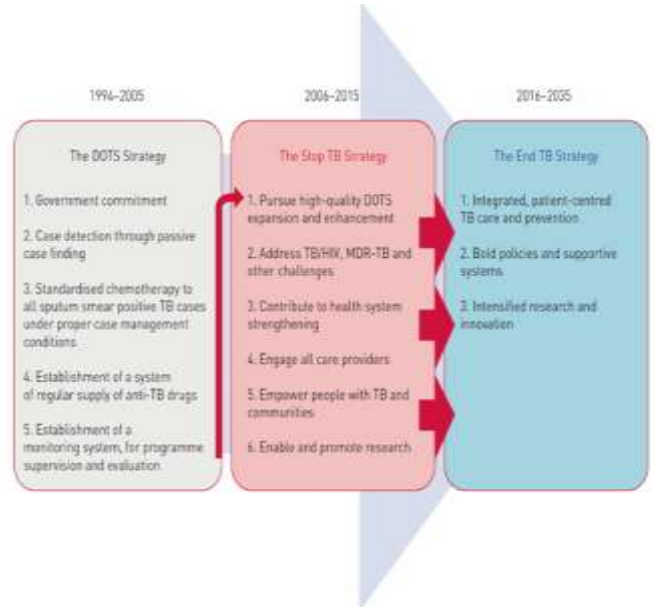 1994–2005
The DOTS Strategy
1. Government commitment
2. Case detection through passive
case finding
3. Standardised chemotherapy to
all sputum smear positive TB cases
under proper case management
conditions
4. Establishment of a system
of regular supply of anti-TB drugs
5. Establishment of a
monitoring system, for programme
supervision and evaluation
2006–2015
The Stop TB Strategy
1. Pursue high-quality DOTS
expansion and enhancement
2. Address TB/HIV, MDR-TB and
other challenges
3. Contribute to health system
strengthening
4. Engage all care providers
5. Empower people with TB and
communities
6. Enable and promote research
2016–2035
The End TB Strategy
1. Integrated, patient-centred
TB care and prevention
2. Bold policies and supportive
systems
3. Intensified research and
innovation